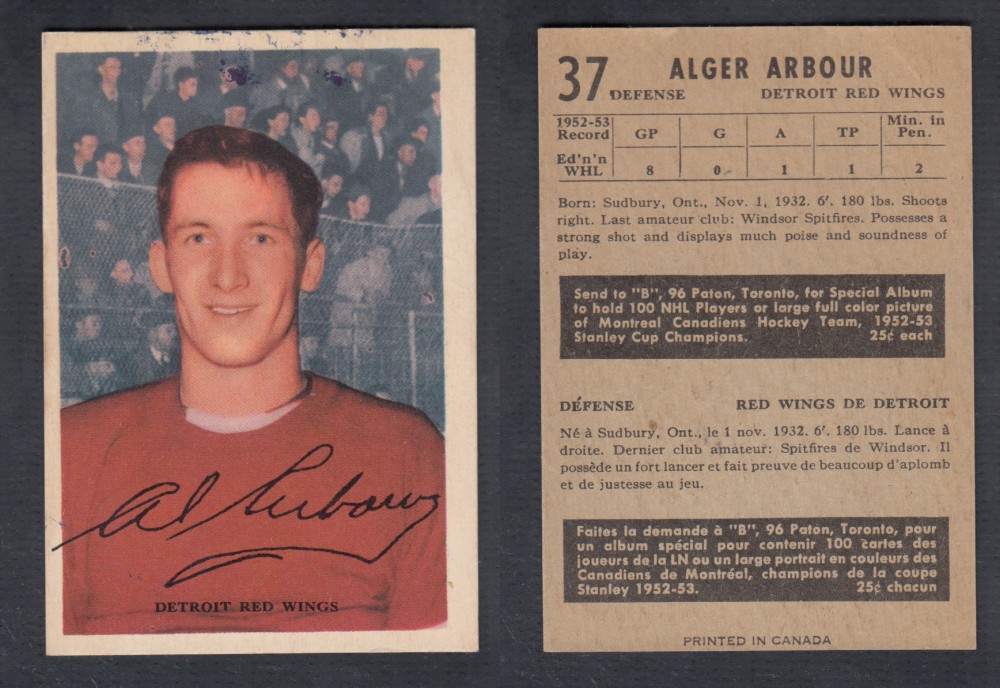 Al Arbour
DETROIT RED WINGS
37 ALGER ARBOUR
DEFENSE DETROIT RED WINGS
1952-53 Record GP G A TP Min. in Pen.
Ed'n'n WHL 8 0 1 1 2
Born: Sudbury, Ont., Nov. 1, 1932. 6'. 180 lbs. Shoots
right. Last amateur club: Windsor Spitfires. Possesses a
strong shot and displays much poise and soundness of
play.
Send to "B", 96 Paton, Toronto, for Special Album
to hold 100 NHL Players or large full color picture
of Montreal Canadiens Hockey Team, 1952-53
Stanley Cup Champions. 25¢ each
DÉFENSE RED WINGS DE DETROIT
Né à Sudbury, Ont., le 1 nov. 1932. 6'. 180 lbs. Lance à
droite. Dernier club amateur: Spitfires de Windsor. Il
possède un fort lancer et fait preuve de beaucoup d'aplomb
et de justesse au jeu.
Faites la demande à "B", 96 Paton, Toronto, pour
un album spécial pour contenir 100 cartes des
joueurs de la LN ou un large portrait en couleurs des
Canadiens de Montréal, champions de la coupe
Stanley 1952-53. 25¢ chacun
PRINTED IN CANADA